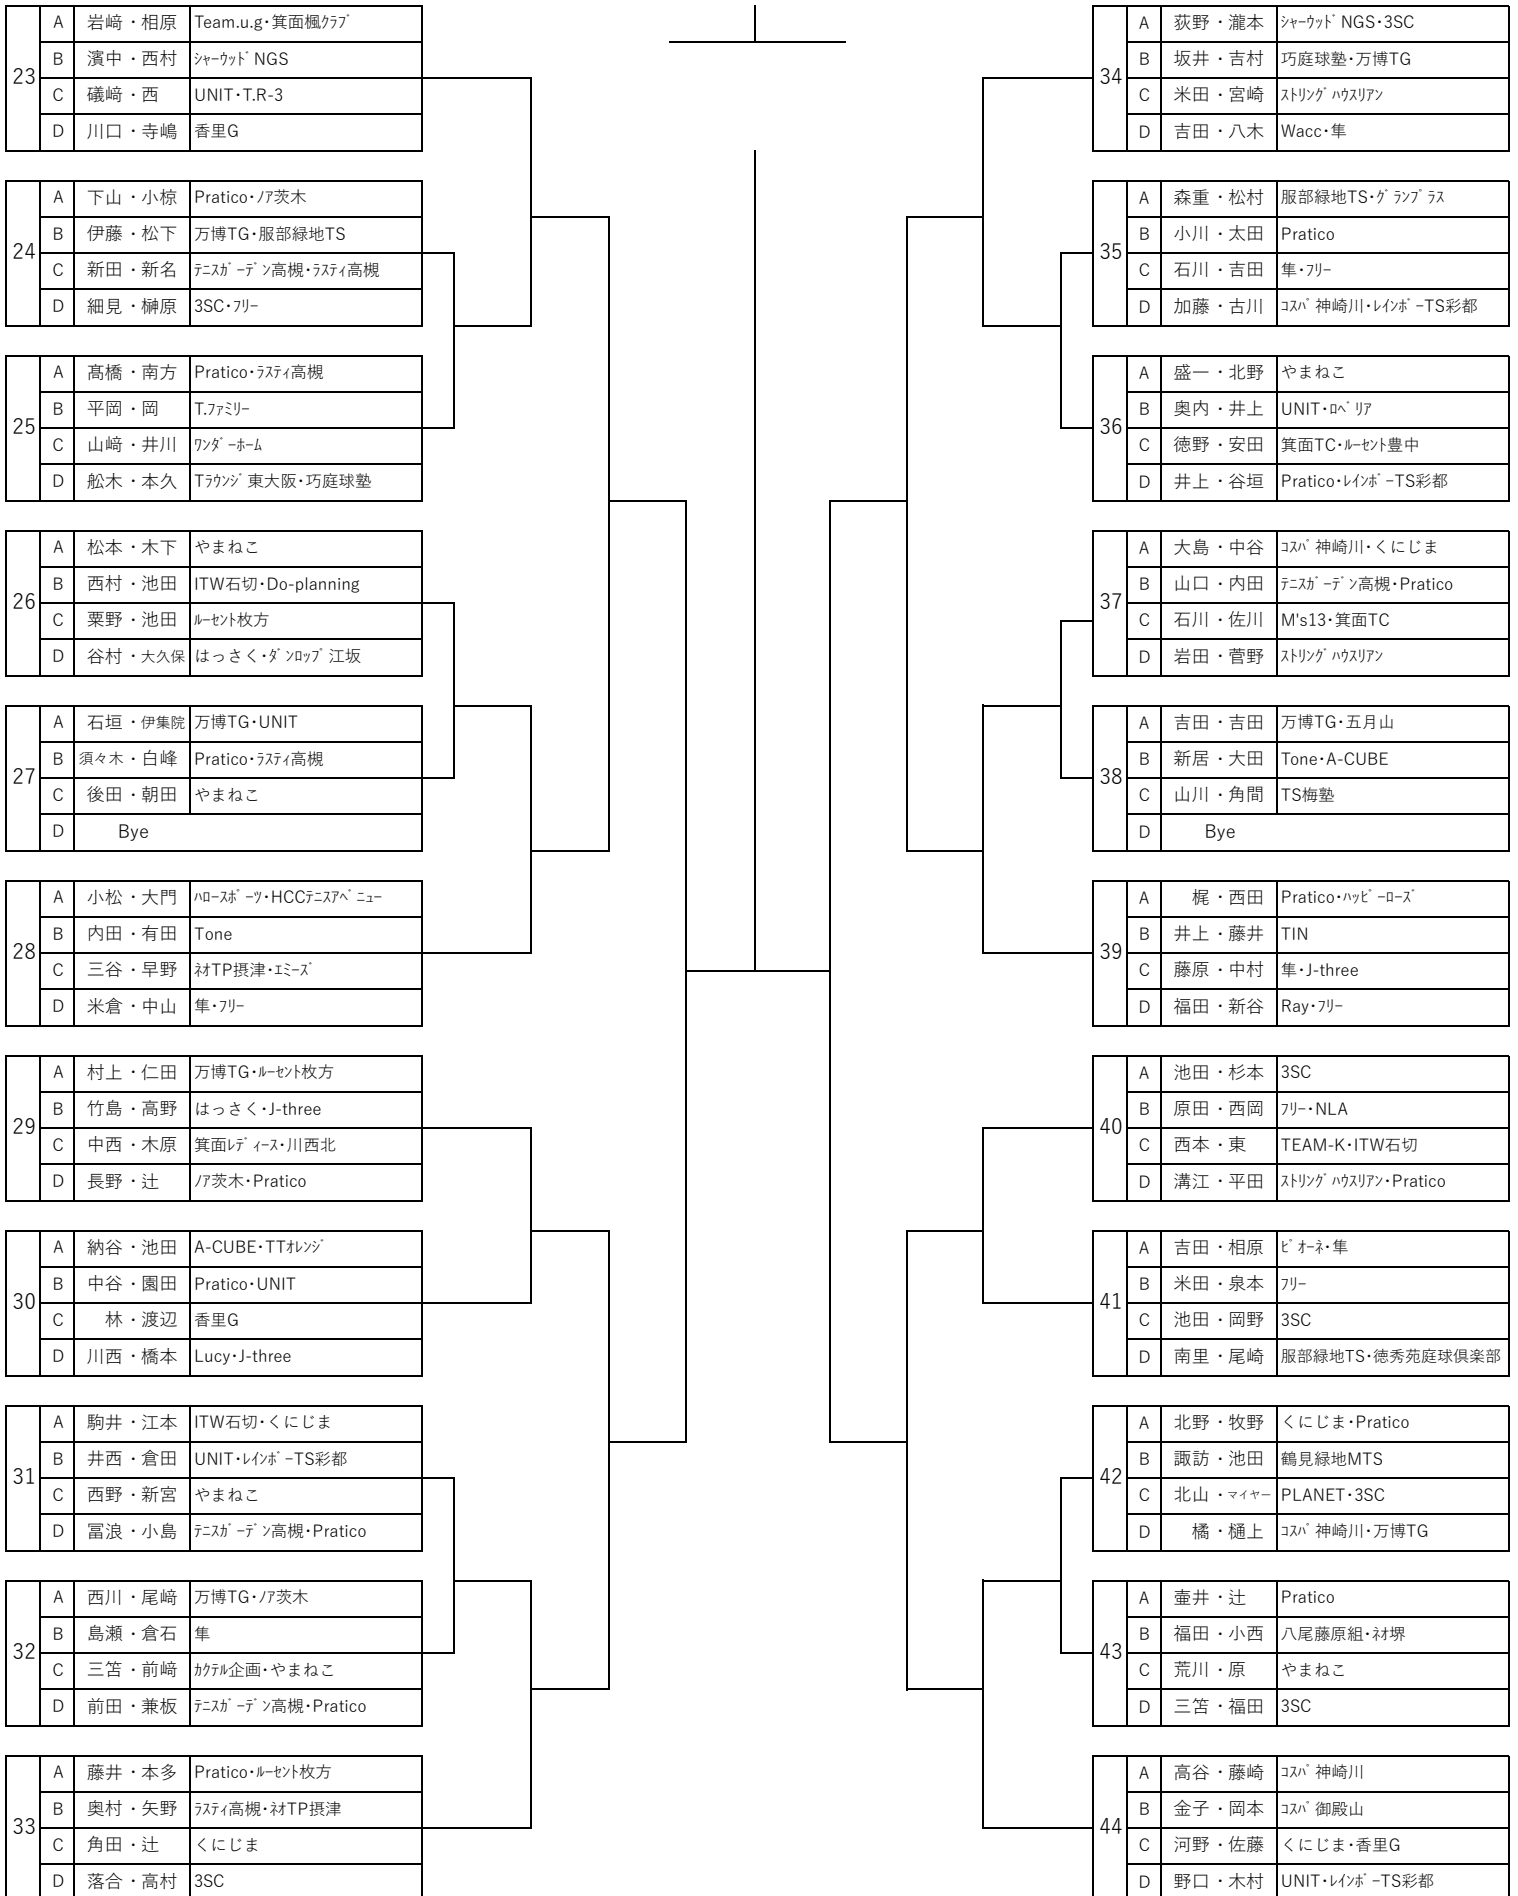 23
A 岩﨑・相原 Team.u.g・箕面楓ｸﾗﾌﾞ
B 濱中・西村 ｼｬｰｳｯﾄﾞNGS
C 礒﨑・西 UNIT・T.R-3
D 川口・寺嶋 香里G
24
A 下山・小椋 Pratico・ﾉｱ茨木
B 伊藤・松下 万博TG・服部緑地TS
C 新田・新名 ﾃﾆｽｶﾞｰﾃﾞﾝ高槻・ﾗｽﾃｨ高槻
D 細見・榊原 3SC・ﾌﾘｰ
25
A 髙橋・南方 Pratico・ﾗｽﾃｨ高槻
B 平岡・岡 T.ﾌｧﾐﾘｰ
C 山﨑・井川 ﾜﾝﾀﾞｰﾎｰﾑ
D 舩木・本久 Tﾗｳﾝｼﾞ東大阪・巧庭球塾
26
A 松本・木下 やまねこ
B 西村・池田 ITW石切・Do-planning
C 粟野・池田 ﾙｰｾﾝﾄ枚方
D 谷村・大久保 はっさく・ﾀﾞﾝﾛｯﾌﾟ江坂
27
A 石垣・伊集院 万博TG・UNIT
B 須々木・白峰 Pratico・ﾗｽﾃｨ高槻
C 後田・朝田 やまねこ
D Bye
28
A 小松・大門 ﾊﾛｰｽﾎﾟｰﾂ・HCCﾃﾆｽｱﾍﾞﾆｭｰ
B 内田・有田 Tone
C 三谷・早野 ﾈｵTP摂津・ｴﾐｰｽﾞ
D 米倉・中山 隼・ﾌﾘｰ
29
A 村上・仁田 万博TG・ﾙｰｾﾝﾄ枚方
B 竹島・高野 はっさく・J-three
C 中西・木原 箕面ﾚﾃﾞｨｰｽ・川西北
D 長野・辻 ﾉｱ茨木・Pratico
30
A 納谷・池田 A-CUBE・TTｵﾚﾝｼﾞ
B 中谷・園田 Pratico・UNIT
C 林・渡辺 香里G
D 川西・橋本 Lucy・J-three
31
A 駒井・江本 ITW石切・くにじま
B 井西・倉田 UNIT・ﾚｲﾝﾎﾞｰTS彩都
C 西野・新宮 やまねこ
D 冨浪・小島 ﾃﾆｽｶﾞｰﾃﾞﾝ高槻・Pratico
32
A 西川・尾﨑 万博TG・ﾉｱ茨木
B 島瀬・倉石 隼
C 三笘・前﨑 ｶｸﾃﾙ企画・やまねこ
D 前田・兼板 ﾃﾆｽｶﾞｰﾃﾞﾝ高槻・Pratico
33
A 藤井・本多 Pratico・ﾙｰｾﾝﾄ枚方
B 奥村・矢野 ﾗｽﾃｨ高槻・ﾈｵTP摂津
C 角田・辻 くにじま
D 落合・高村 3SC
34
A 荻野・瀧本 ｼｬｰｳｯﾄﾞNGS・3SC
B 坂井・吉村 巧庭球塾・万博TG
C 米田・宮崎 ｽﾄﾘﾝｸﾞﾊｳｽﾘｱﾝ
D 吉田・八木 Wacc・隼
35
A 森重・松村 服部緑地TS・ｸﾞﾗﾝﾌﾟﾗｽ
B 小川・太田 Pratico
C 石川・吉田 隼・ﾌﾘｰ
D 加藤・古川 ｺｽﾊﾟ神崎川・ﾚｲﾝﾎﾞｰTS彩都
36
A 盛一・北野 やまねこ
B 奥内・井上 UNIT・ﾛﾍﾞﾘｱ
C 徳野・安田 箕面TC・ﾙｰｾﾝﾄ豊中
D 井上・谷垣 Pratico・ﾚｲﾝﾎﾞｰTS彩都
37
A 大島・中谷 ｺｽﾊﾟ神崎川・くにじま
B 山口・内田 ﾃﾆｽｶﾞｰﾃﾞﾝ高槻・Pratico
C 石川・佐川 M's13・箕面TC
D 岩田・菅野 ｽﾄﾘﾝｸﾞﾊｳｽﾘｱﾝ
38
A 吉田・吉田 万博TG・五月山
B 新居・大田 Tone・A-CUBE
C 山川・角間 TS梅塾
D Bye
39
A 梶・西田 Pratico・ﾊｯﾋﾟｰﾛｰｽﾞ
B 井上・藤井 TIN
C 藤原・中村 隼・J-three
D 福田・新谷 Ray・ﾌﾘｰ
40
A 池田・杉本 3SC
B 原田・西岡 ﾌﾘｰ・NLA
C 西本・東 TEAM-K・ITW石切
D 溝江・平田 ｽﾄﾘﾝｸﾞﾊｳｽﾘｱﾝ・Pratico
41
A 吉田・相原 ﾋﾟｵｰﾈ・隼
B 米田・泉本 ﾌﾘｰ
C 池田・岡野 3SC
D 南里・尾崎 服部緑地TS・徳秀苑庭球倶楽部
42
A 北野・牧野 くにじま・Pratico
B 諏訪・池田 鶴見緑地MTS
C 北山・マイヤー PLANET・3SC
D 橘・樋上 ｺｽﾊﾟ神崎川・万博TG
43
A 壷井・辻 Pratico
B 福田・小西 八尾藤原組・ﾈｵ堺
C 荒川・原 やまねこ
D 三笘・福田 3SC
44
A 高谷・藤崎 ｺｽﾊﾟ神崎川
B 金子・岡本 ｺｽﾊﾟ御殿山
C 河野・佐藤 くにじま・香里G
D 野口・木村 UNIT・ﾚｲﾝﾎﾞｰTS彩都